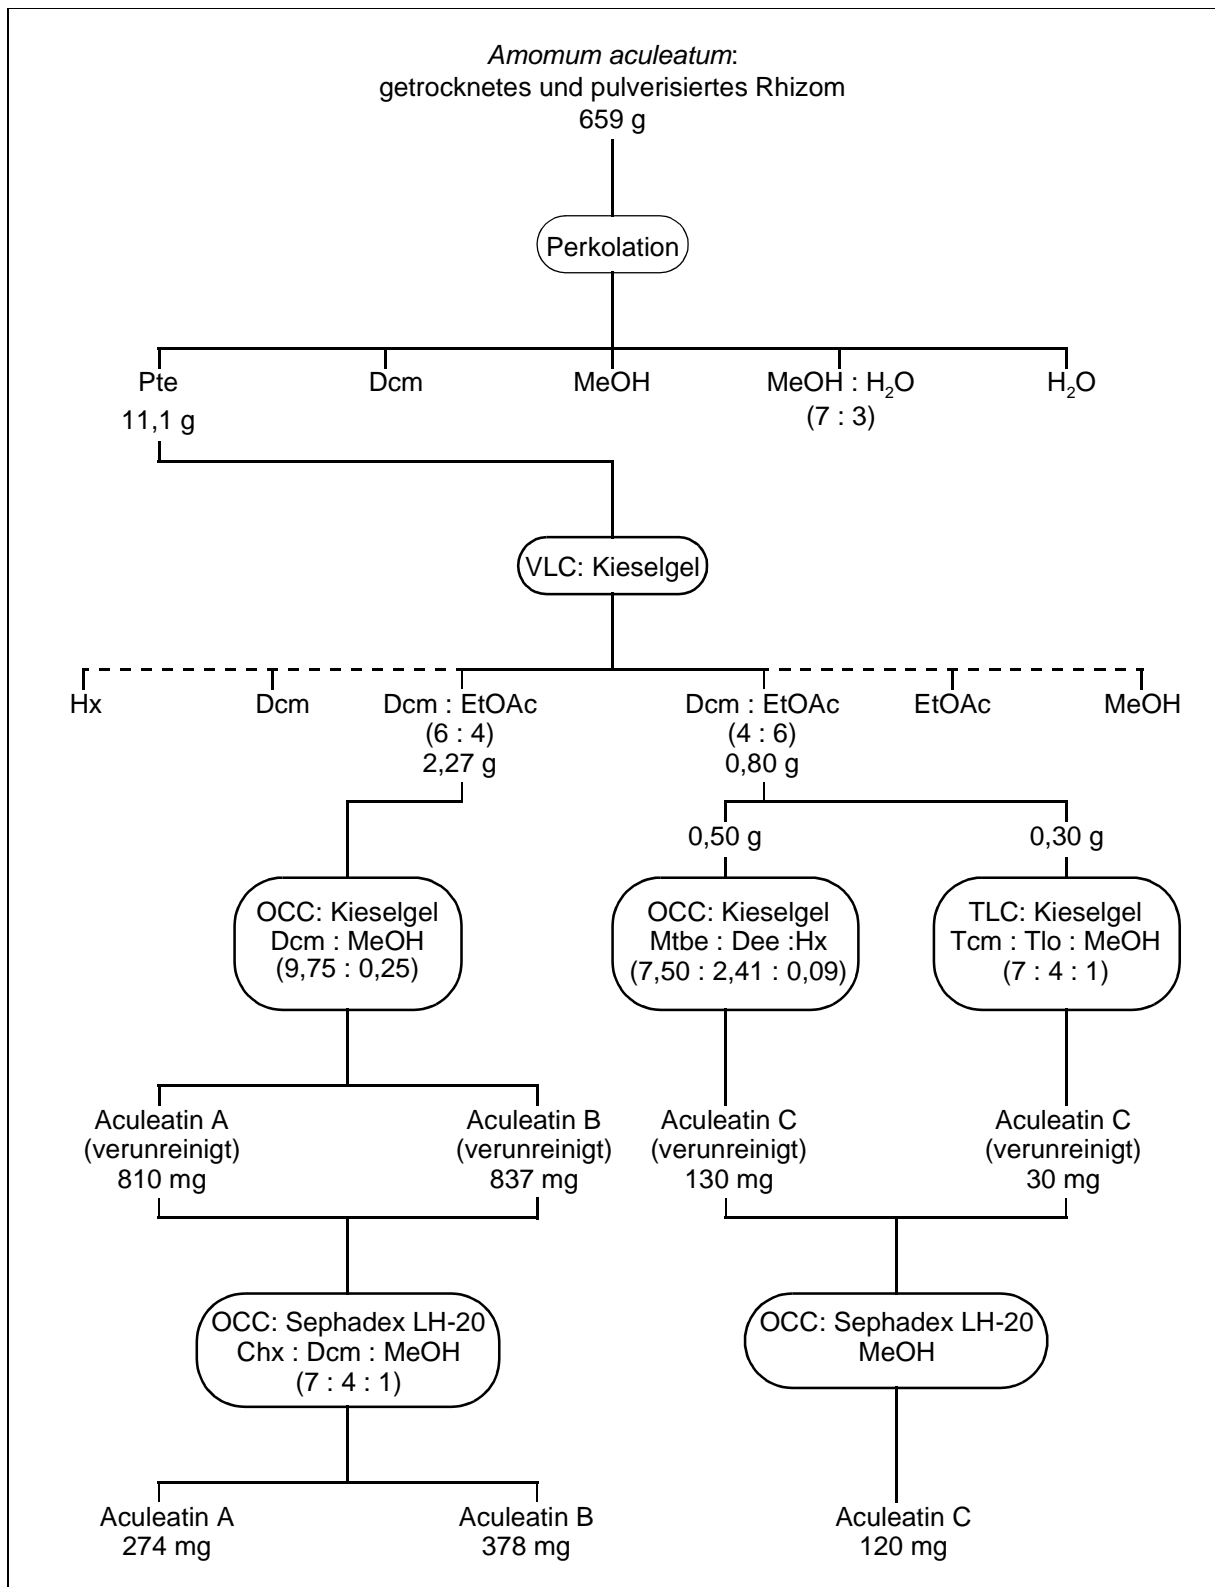 Amomum aculeatum:
getrocknetes und pulverisiertes Rhizom
659 g
Perkolation
Pte
11,1 g
Dcm
MeOH
MeOH : H₂O
(7 : 3)
H₂O
VLC: Kieselgel
Hx
Dcm
Dcm : EtOAc
(6 : 4)
2,27 g
Dcm : EtOAc
(4 : 6)
0,80 g
EtOAc
MeOH
0,50 g
0,30 g
OCC: Kieselgel
Dcm : MeOH
(9,75 : 0,25)
OCC: Kieselgel
Mtbe : Dee :Hx
(7,50 : 2,41 : 0,09)
TLC: Kieselgel
Tcm : Tlo : MeOH
(7 : 4 : 1)
Aculeatin A
(verunreinigt)
810 mg
Aculeatin B
(verunreinigt)
837 mg
Aculeatin C
(verunreinigt)
130 mg
Aculeatin C
(verunreinigt)
30 mg
OCC: Sephadex LH-20
Chx : Dcm : MeOH
(7 : 4 : 1)
OCC: Sephadex LH-20
MeOH
Aculeatin A
274 mg
Aculeatin B
378 mg
Aculeatin C
120 mg